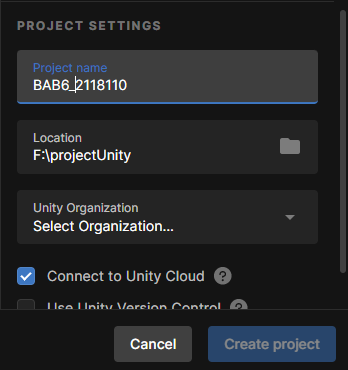 PROJECT SETTINGS
Project name
BAB6_2118110
Location
F:\projectUnity
Unity Organization
Select Organization...
Connect to Unity Cloud ?
Use Unity Version Control ?
Cancel
Create project